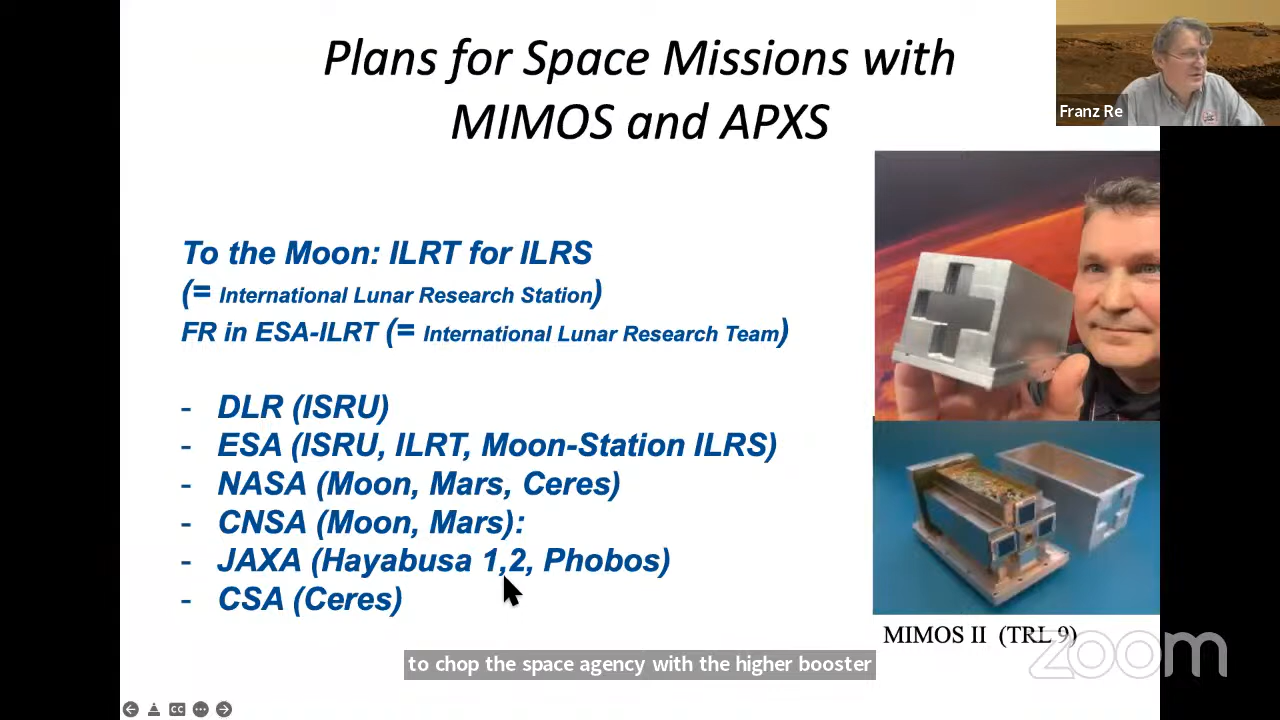 Plans for Space Missions with
MIMOS and APXS
Franz Re
To the Moon: ILRT for ILRS
(= International Lunar Research Station)
FR in ESA-ILRT (= International Lunar Research Team)
- DLR (ISRU)
- ESA (ISRU, ILRT, Moon-Station ILRS)
- NASA (Moon, Mars, Ceres)
- CNSA (Moon, Mars):
- JAXA (Hayabusa 1,2, Phobos)
- CSA (Ceres)
MIMOS II (TRL 9)
zoom
to chop the space agency with the higher booster
CC